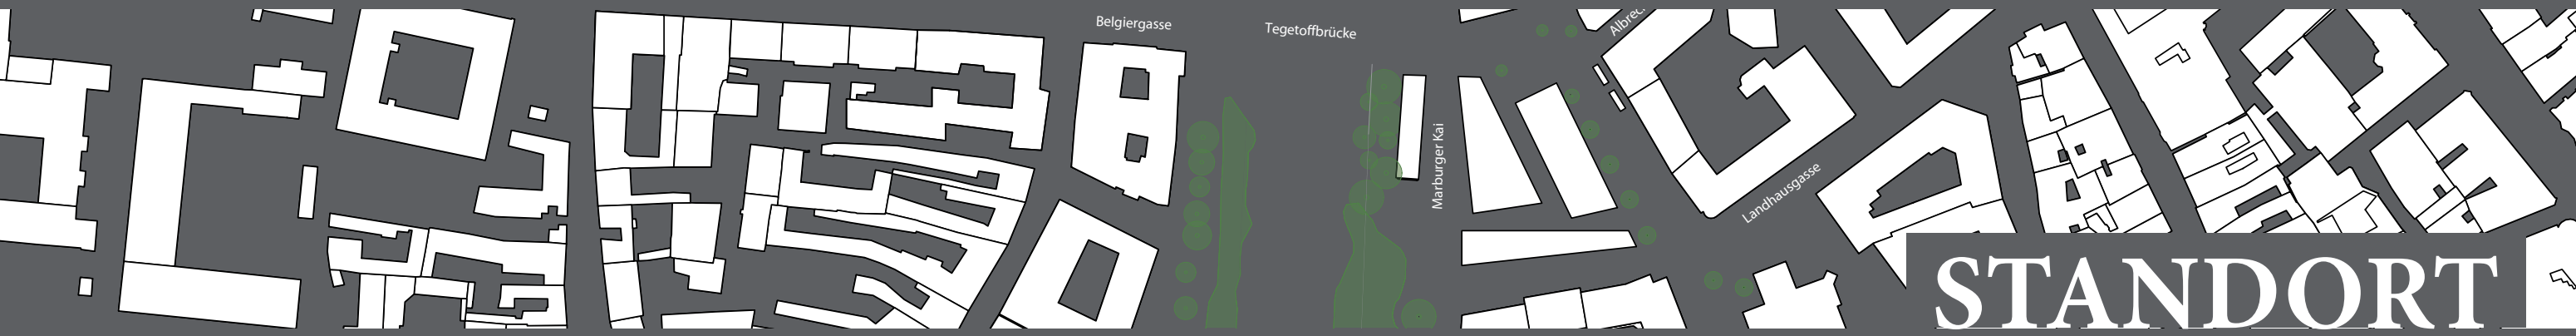 Belgiergasse
Tegetoffbrücke
Marburger Kai
Landhausgasse
STANDORT